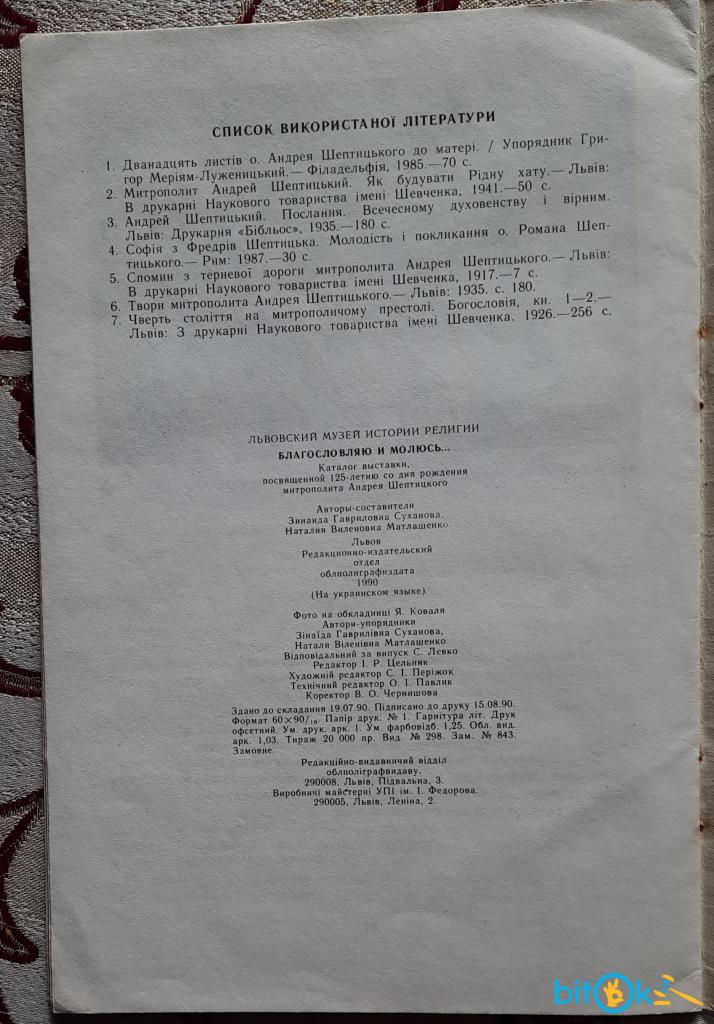 СПИСОК ВИКОРИСТАНОЇ ЛІТЕРАТУРИ
1. Дванадцять листів о. Андрея Шептицького до матері. / Упорядник Гри-
гор Меріям-Луженицький.— Філадельфія, 1985.—70 с.
2. Митрополит Андрей Шептицький. Як будувати Рідну хату.— Львів:
В друкарні Наукового товариства імені Шевченка, 1941.—50 с.
3. Андрей Шептицький. Послання. Всечесному духовенству і вірним.
Львів: Друкарня «Бібльос», 1935.—180 с.
4. Софія з Фредрів Шептицька. Молодість і покликання о. Романа Шеп-
тицького.— Рим: 1987.—30 с.
5. Спомин з терневої дороги митрополита Андрея Шептицького.— Львів:
В друкарні Наукового товариства імені Шевченка, 1917.—7 с.
6. Твори митрополита Андрея Шептицького.— Львів: 1935. с. 180.
7. Чверть століття на митрополичому престолі. Богословія, кн. 1—2.—
Львів: З друкарні Наукового товариства імені Шевченка. 1926.—256 с.
ЛЬВОВСКИЙ МУЗЕЙ ИСТОРИИ РЕЛИГИИ
БЛАГОСЛОВЛЯЮ И МОЛЮСЬ...
Каталог выставки,
посвященной 125-летию со дня рождения
митрополита Андрея Шептицкого
Авторы-составители
Зинаида Гавриловна Суханова,
Наталия Виленовна Матлашенко
Львов
Редакционно-издательский
отдел
облполиграфиздата
1990
(На украинском языке)
Фото на обкладинці Я. Коваля
Автори-упорядники
Зінаїда Гаврилівна Суханова,
Наталя Віленівна Матлашенко
Відповідальний за випуск С. Левко
Редактор І. Р. Цельняк
Художній редактор С. І. Періжок
Технічний редактор О. І. Павлик
Коректор В. О. Чернишова
Здано до складання 19.07.90. Підписано до друку 15.08.90.
Формат 60×90/16. Папір друк. № 1. Гарнітура літ. Друк
офсетний. Ум. друк. арк. 1. Ум. фарбовідб. 1,25. Обл. вид.
арк. 1,03. Тираж 20 000 пр. Вид. № 298. Зам. № 843.
Замовне.
Редакційно-видавничий відділ
облполіграфвидаву.
290008, Львів, Підвальна, 3.
Виробничі майстерні УПІ ім. І. Федорова.
290005, Львів, Леніна, 2.
bitOk